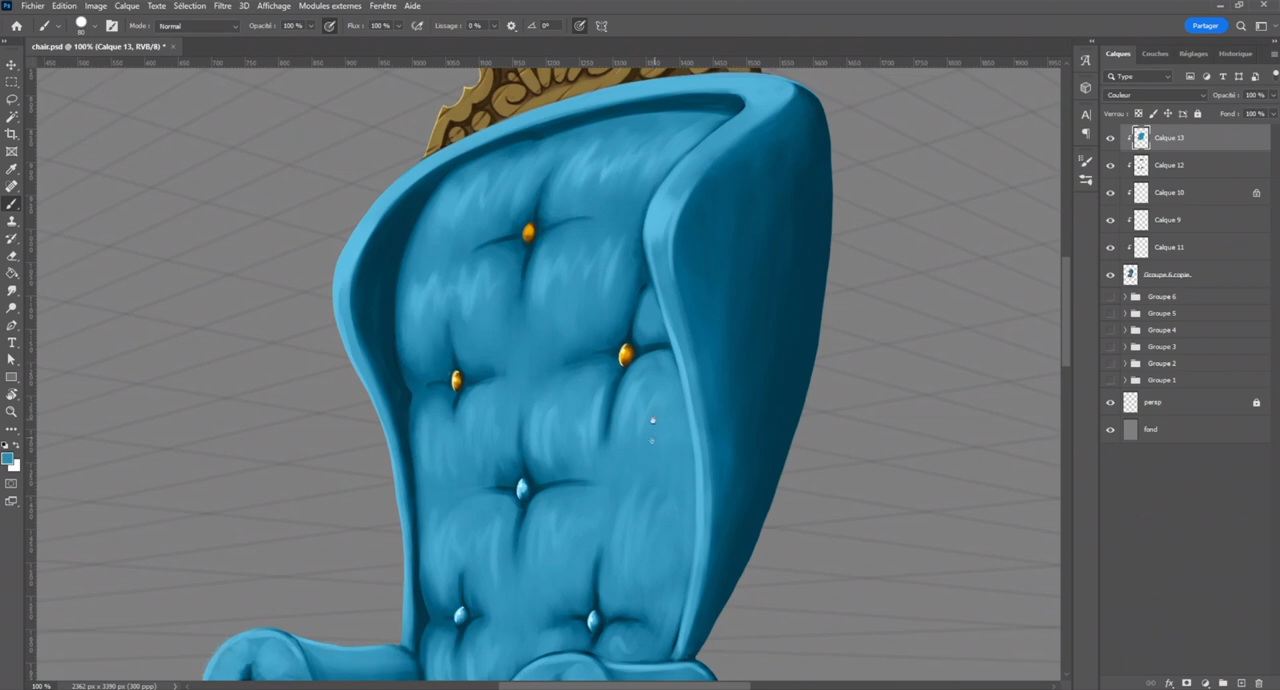 Fichier Edition Image Calque Texte Sélection Filtre 3D Affichage Modules externes Fenêtre Aide
80 Mode : Normal Opacité : 100 % Flux : 100 % Lissage : 0 % 0° Partager
chair.psd @ 100% (Calque 13, RVB/8) *
Calques Couches Réglages Historique
Type
Couleur Opacité : 100 %
Verrou : Fond : 100 %
Calque 13
Calque 12
Calque 10
Calque 9
Calque 11
Groupe 6 copie
Groupe 6
Groupe 5
Groupe 4
Groupe 3
Groupe 2
Groupe 1
persp
fond
100 % 2362 px x 3390 px (300 ppp)